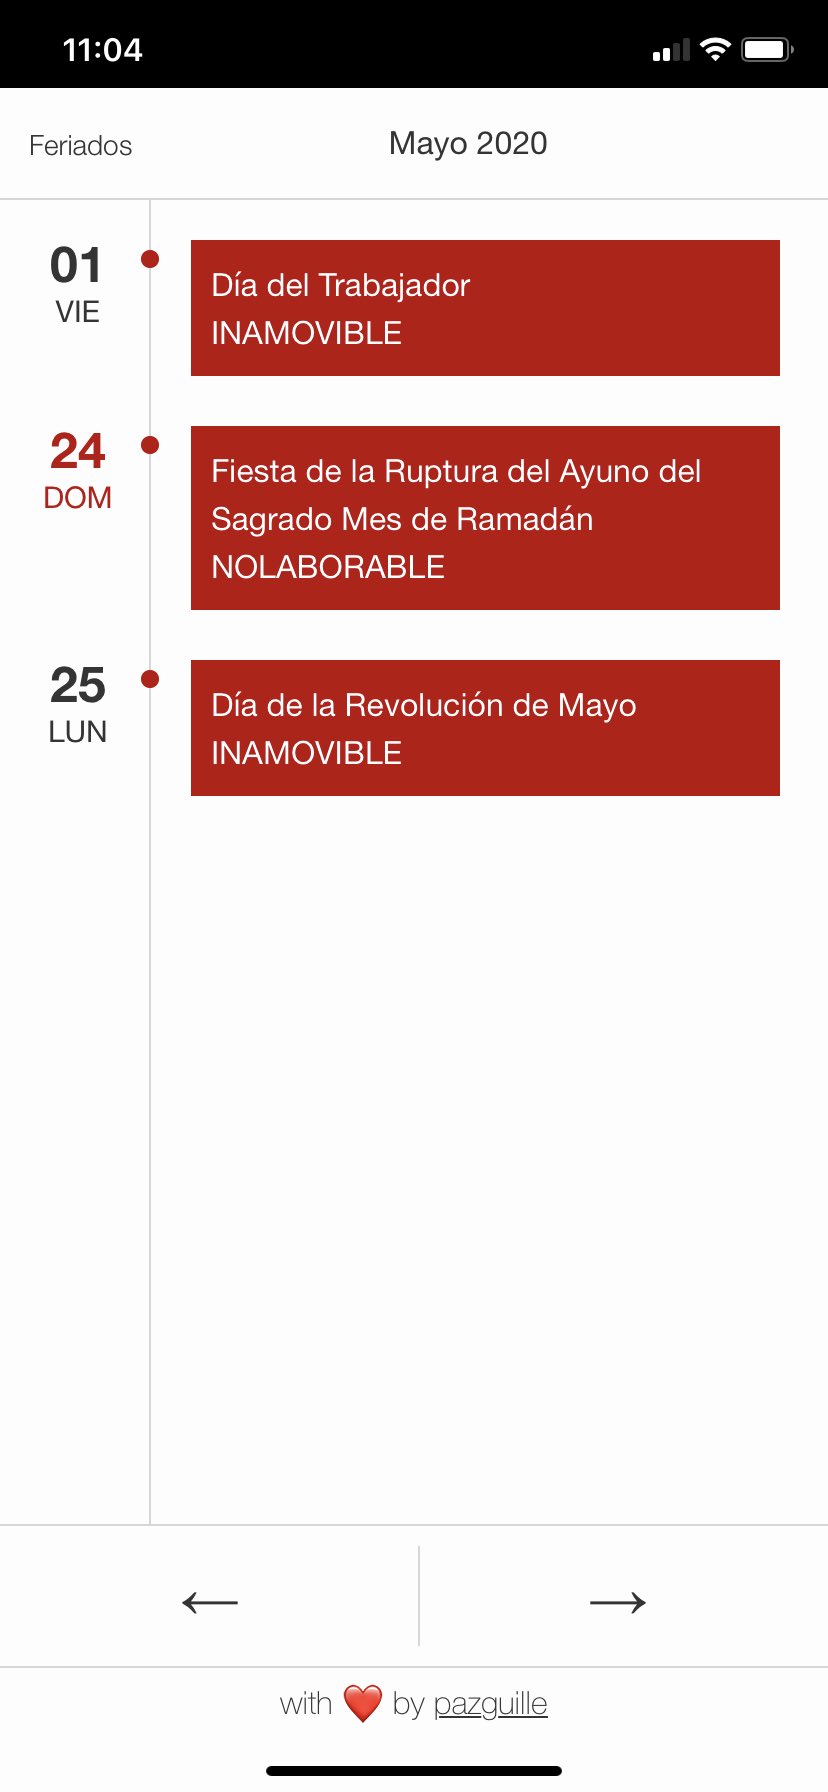 11:04
Feriados
Mayo 2020
01
VIE
Día del Trabajador
INAMOVIBLE
24
DOM
Fiesta de la Ruptura del Ayuno del
Sagrado Mes de Ramadán
NOLABORABLE
25
LUN
Día de la Revolución de Mayo
INAMOVIBLE
with ❤️ by pazguille